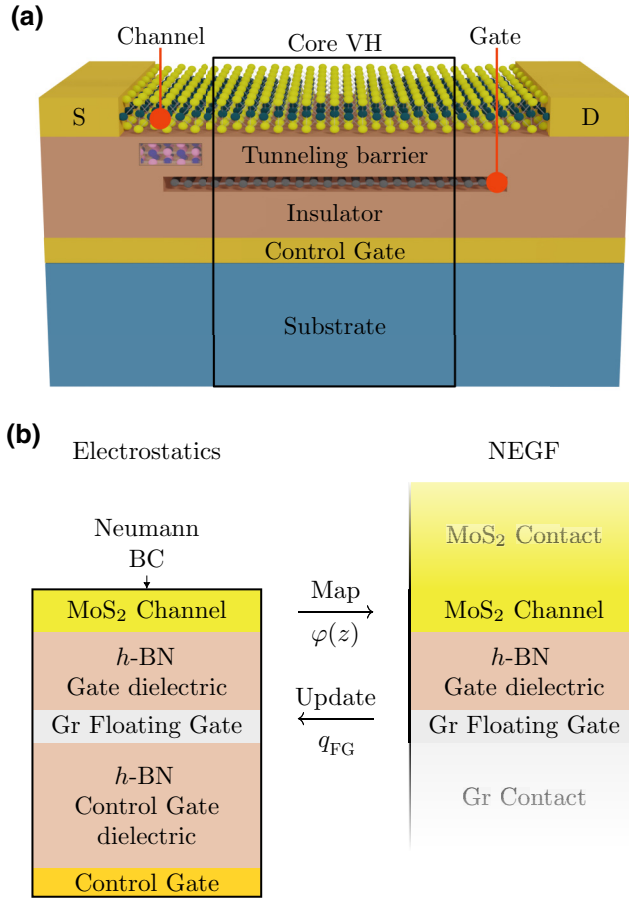 (a)
Channel
Core VH
Gate
S
D
Tunneling barrier
Insulator
Control Gate
Substrate
(b)
Electrostatics
NEGF
Neumann
BC
MoS₂ Channel
h-BN
Gate dielectric
Gr Floating Gate
h-BN
Control Gate
dielectric
Control Gate
Map
φ(z)
Update
q_FG
MoS₂ Contact
MoS₂ Channel
h-BN
Gate dielectric
Gr Floating Gate
Gr Contact